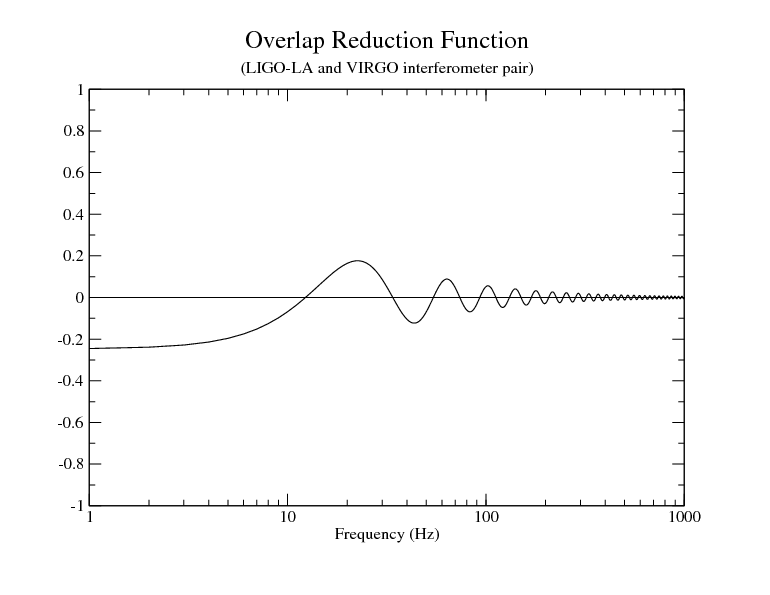 Overlap Reduction Function
(LIGO-LA and VIRGO interferometer pair)
1
0.8
0.6
0.4
0.2
0
-0.2
-0.4
-0.6
-0.8
-1
1 10 100 1000
Frequency (Hz)